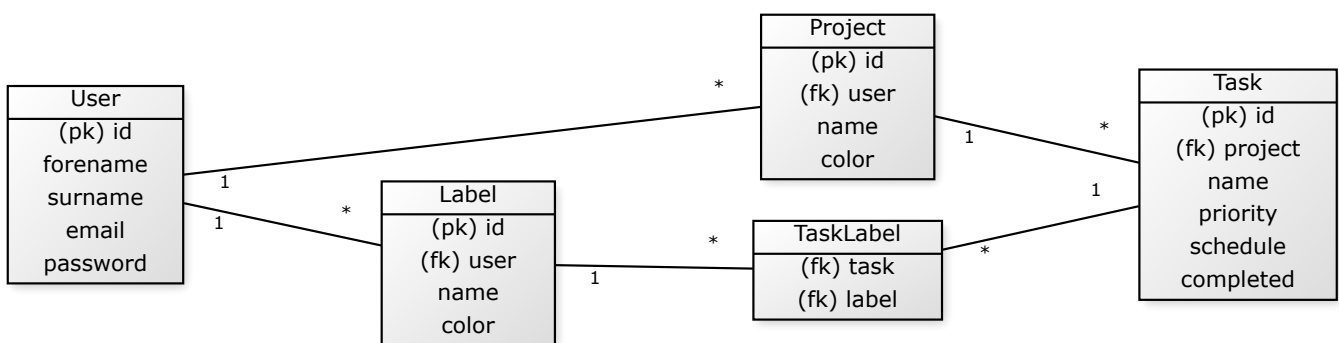 User
(pk) id
forename
surname
email
password
1
*
1
*
Label
(pk) id
(fk) user
name
color
1
*
Project
(pk) id
(fk) user
name
color
1
*
TaskLabel
(fk) task
(fk) label
*
1
Task
(pk) id
(fk) project
name
priority
schedule
completed